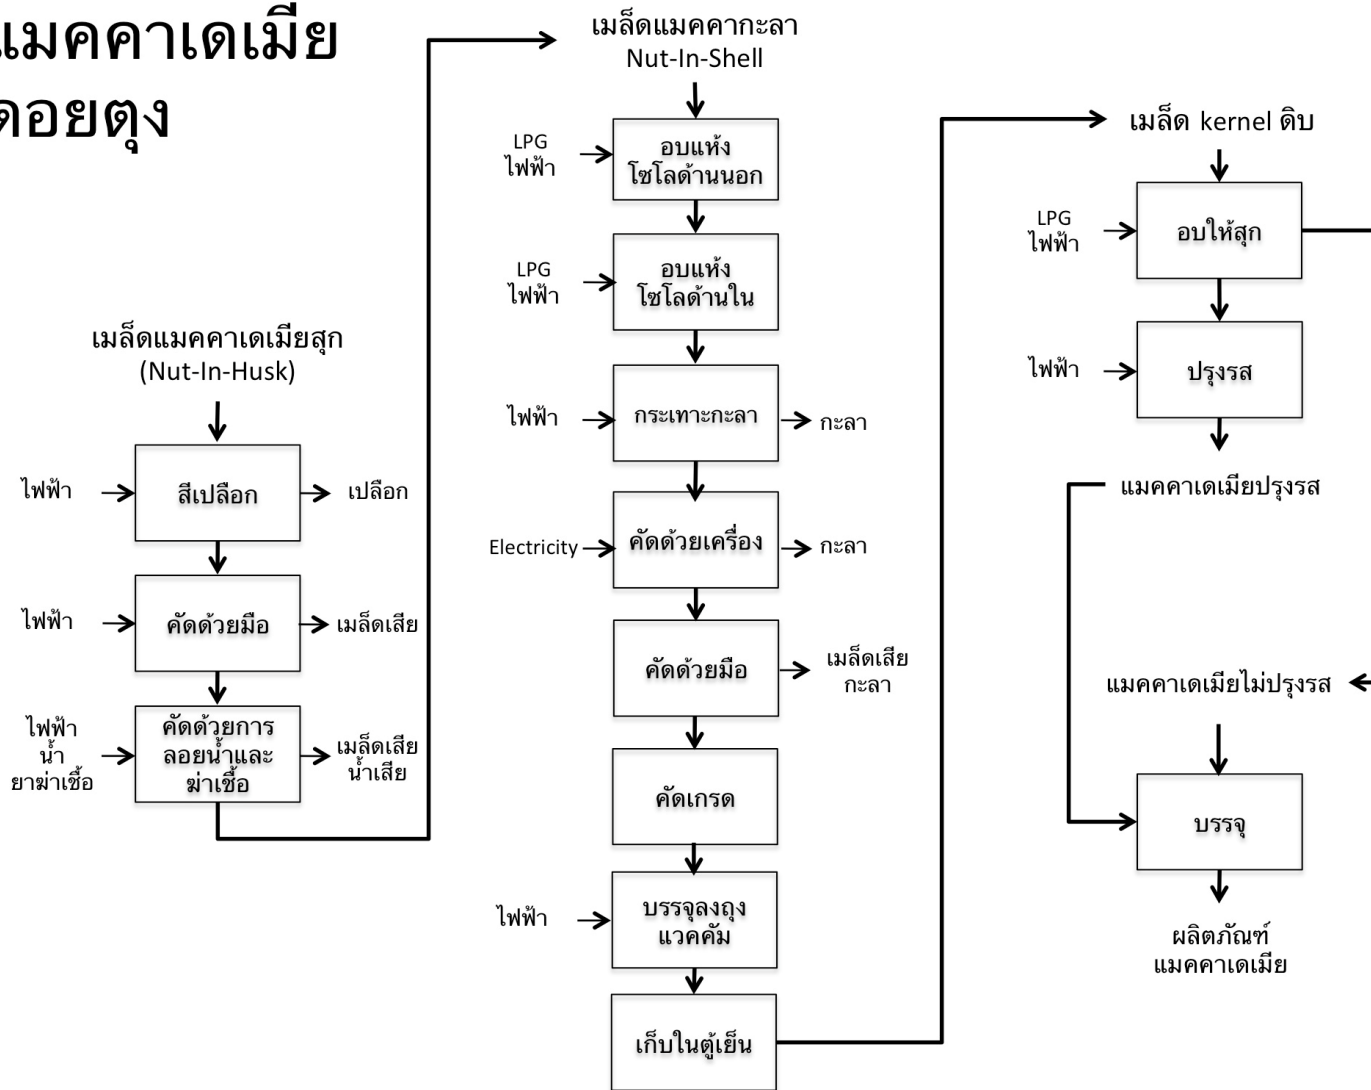 แมคคาเดเมีย
ดอยตุง
เมล็ดแมคคาเดเมียสุก
(Nut-In-Husk)
ไฟฟ้า
สีเปลือก
เปลือก
ไฟฟ้า
คัดด้วยมือ
เมล็ดเสีย
ไฟฟ้า
น้ำ
ยาฆ่าเชื้อ
คัดด้วยการ
ลอยน้ำและ
ฆ่าเชื้อ
เมล็ดเสีย
น้ำเสีย
เมล็ดแมคคากะลา
Nut-In-Shell
LPG
ไฟฟ้า
อบแห้ง
โซโลด้านนอก
LPG
ไฟฟ้า
อบแห้ง
โซโลด้านใน
ไฟฟ้า
กระเทาะกะลา
กะลา
Electricity
คัดด้วยเครื่อง
กะลา
คัดด้วยมือ
เมล็ดเสีย
กะลา
คัดเกรด
ไฟฟ้า
บรรจุลงถุง
แวคคัม
เก็บในตู้เย็น
เมล็ด kernel ดิบ
LPG
ไฟฟ้า
อบให้สุก
ไฟฟ้า
ปรุงรส
แมคคาเดเมียปรุงรส
แมคคาเดเมียไม่ปรุงรส
บรรจุ
ผลิตภัณฑ์
แมคคาเดเมีย